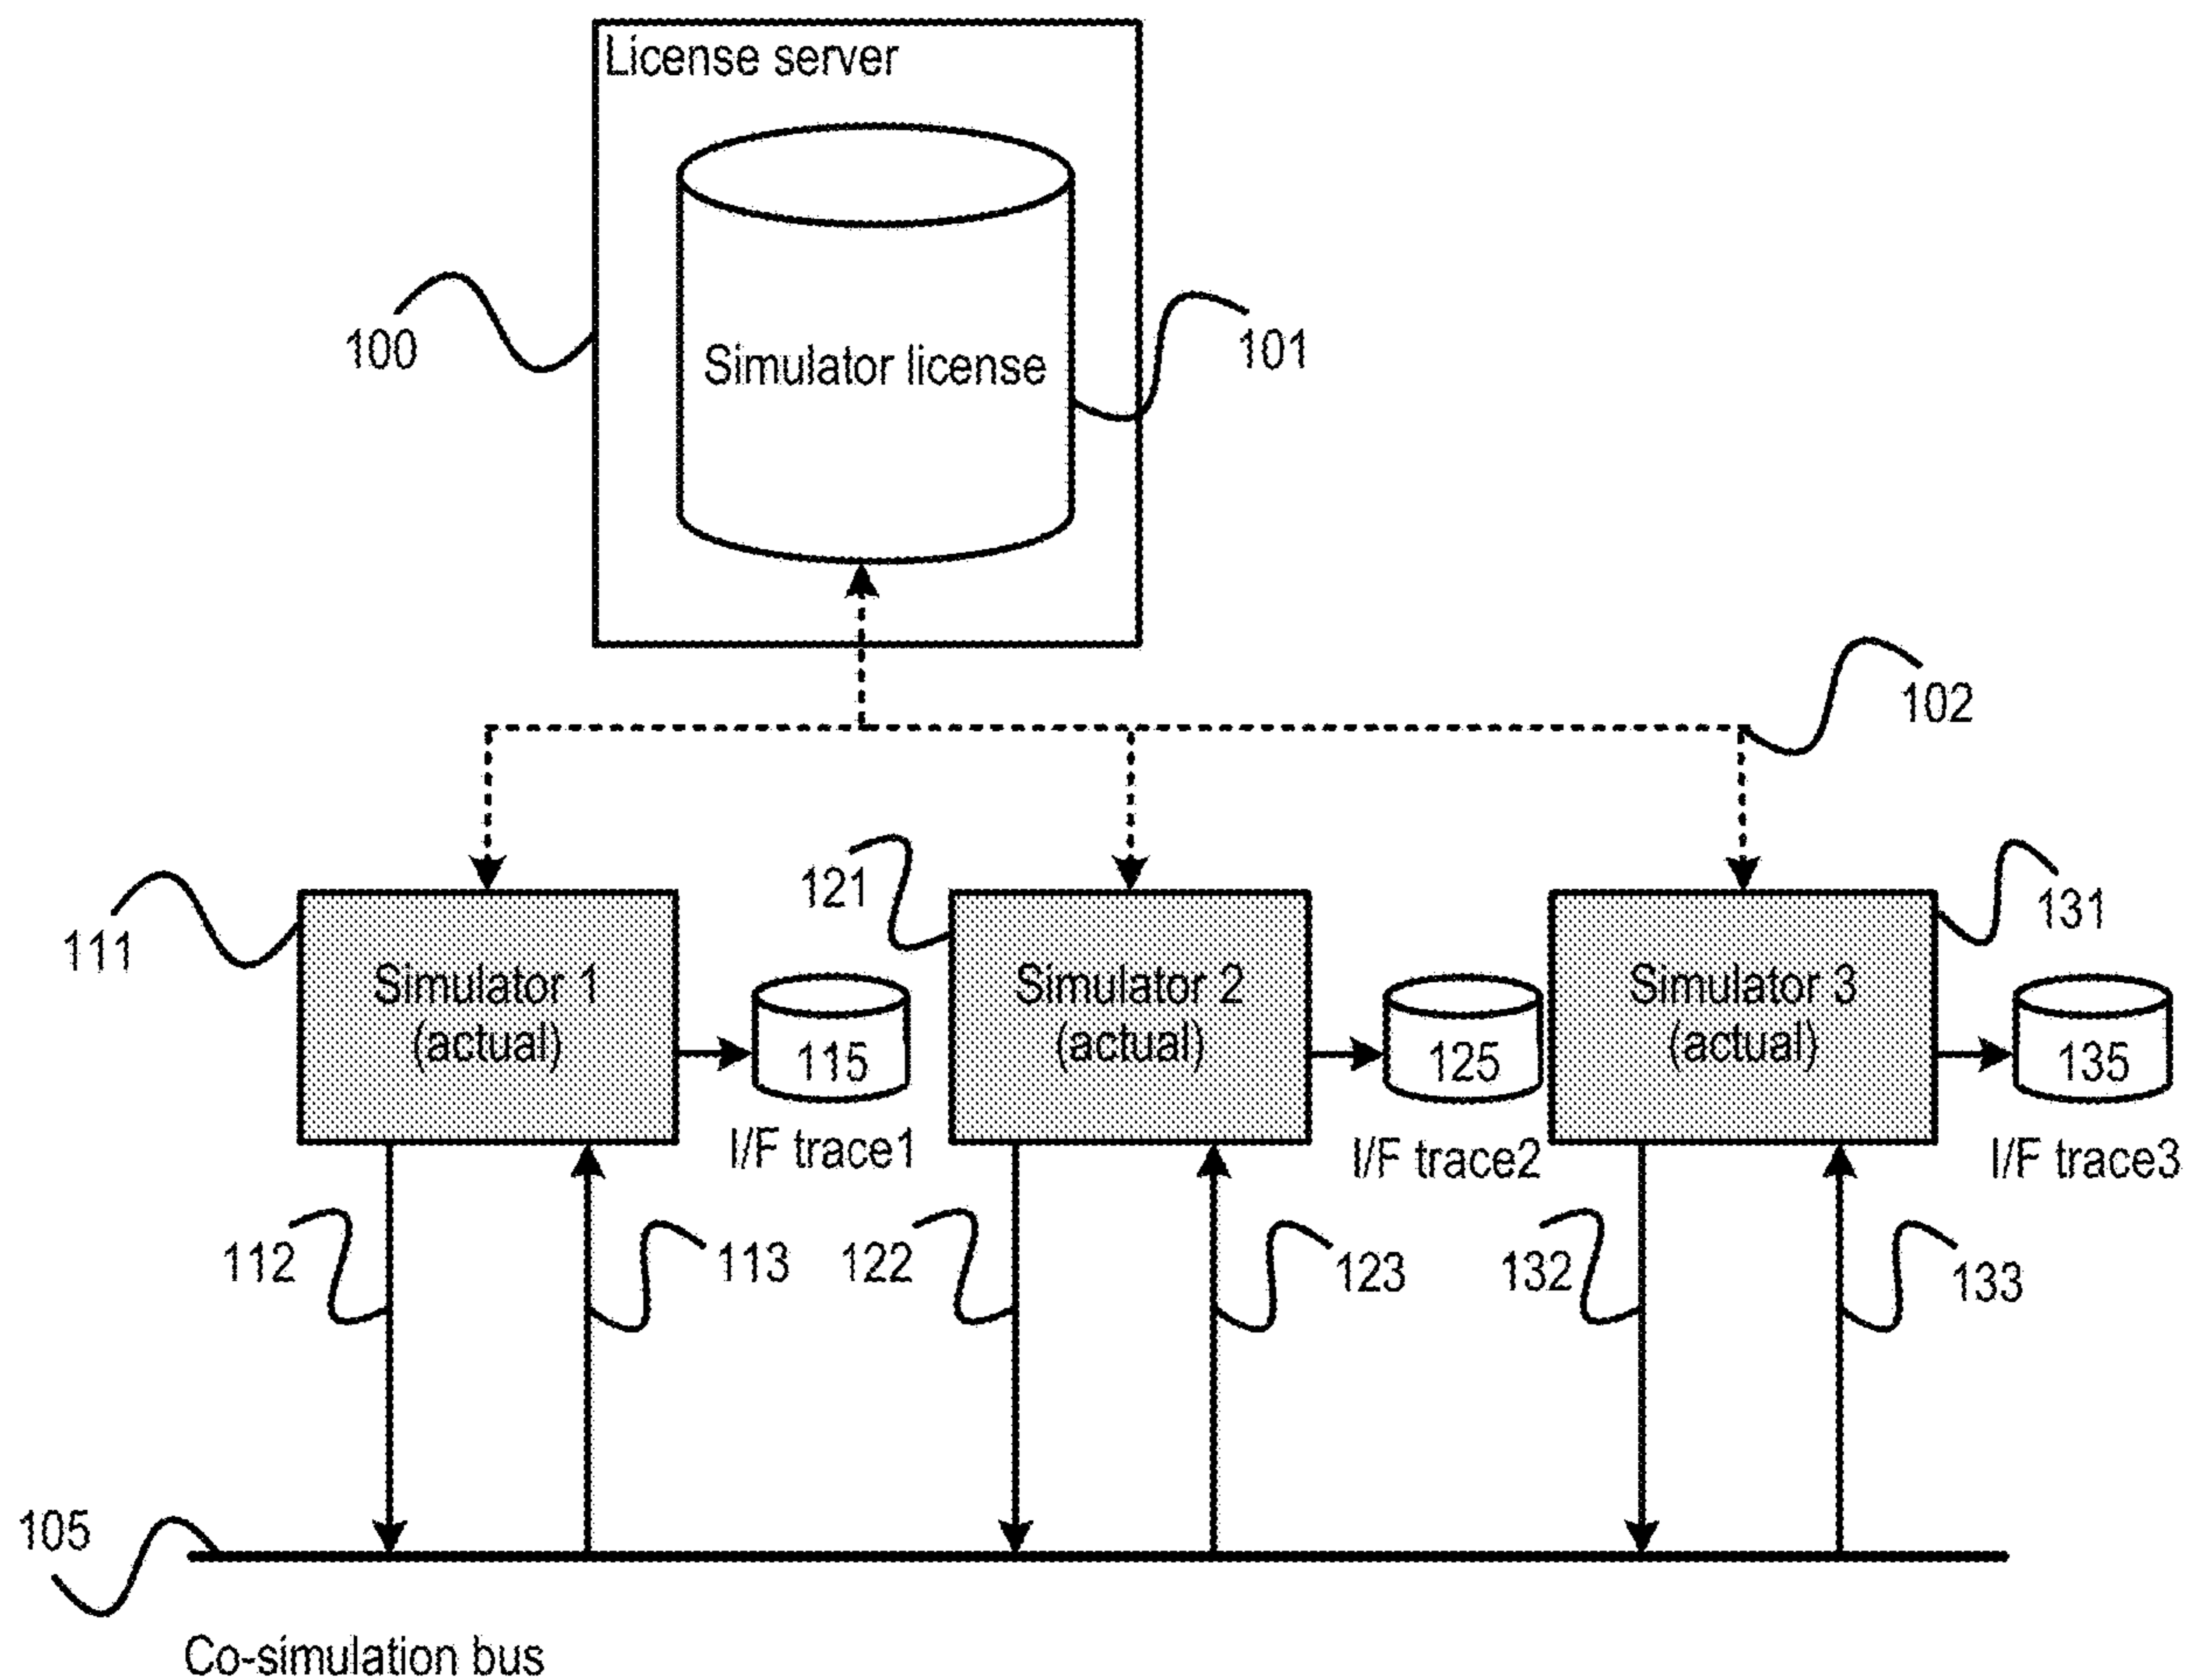 License server
100
Simulator license
101
102
111
Simulator 1
(actual)
115
I/F trace1
121
Simulator 2
(actual)
125
I/F trace2
131
Simulator 3
(actual)
135
I/F trace3
112
113
122
123
132
133
105
Co-simulation bus